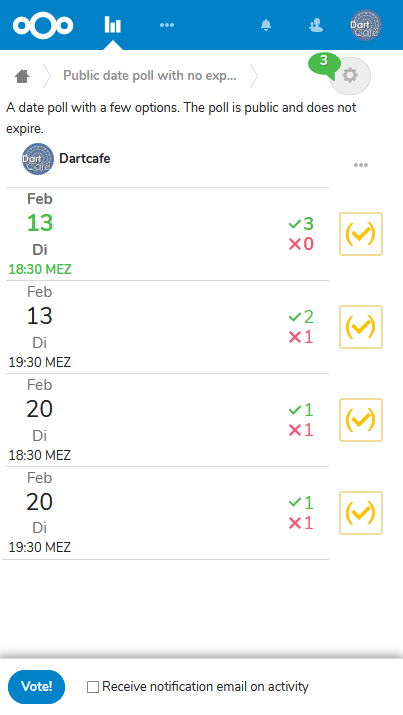 Dart
Café
Public date poll with no exp...
3
A date poll with a few options. The poll is public and does not
expire.
Dart
Café
Dartcafe
Feb
13
Di
18:30 MEZ
3
0
Feb
13
Di
19:30 MEZ
2
1
Feb
20
Di
18:30 MEZ
1
1
Feb
20
Di
19:30 MEZ
1
1
Vote!
Receive notification email on activity